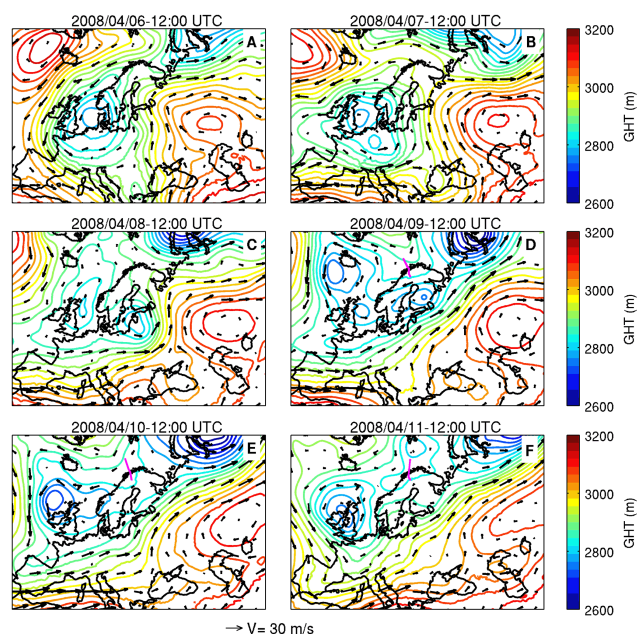 2008/04/06-12:00 UTC
A
2008/04/07-12:00 UTC
B
3200
3000
2800
2600
GHT (m)
2008/04/08-12:00 UTC
C
2008/04/09-12:00 UTC
D
3200
3000
2800
2600
GHT (m)
2008/04/10-12:00 UTC
E
2008/04/11-12:00 UTC
F
3200
3000
2800
2600
GHT (m)
V= 30 m/s